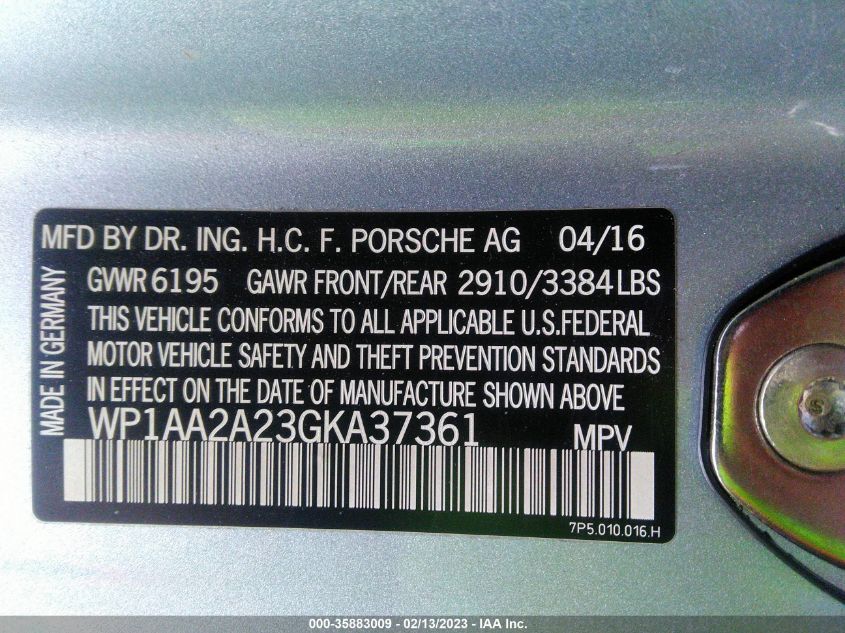 MFD BY DR. ING. H.C. F. PORSCHE AG 04/16
GVWR 6195 GAWR FRONT/REAR 2910/3384 LBS
THIS VEHICLE CONFORMS TO ALL APPLICABLE U.S.FEDERAL
MOTOR VEHICLE SAFETY AND THEFT PREVENTION STANDARDS
IN EFFECT ON THE DATE OF MANUFACTURE SHOWN ABOVE
WP1AA2A23GKA37361 MPV
7P5.010.016.H
MADE IN GERMANY
S
000-35883009 - 02/13/2023 - IAA Inc.